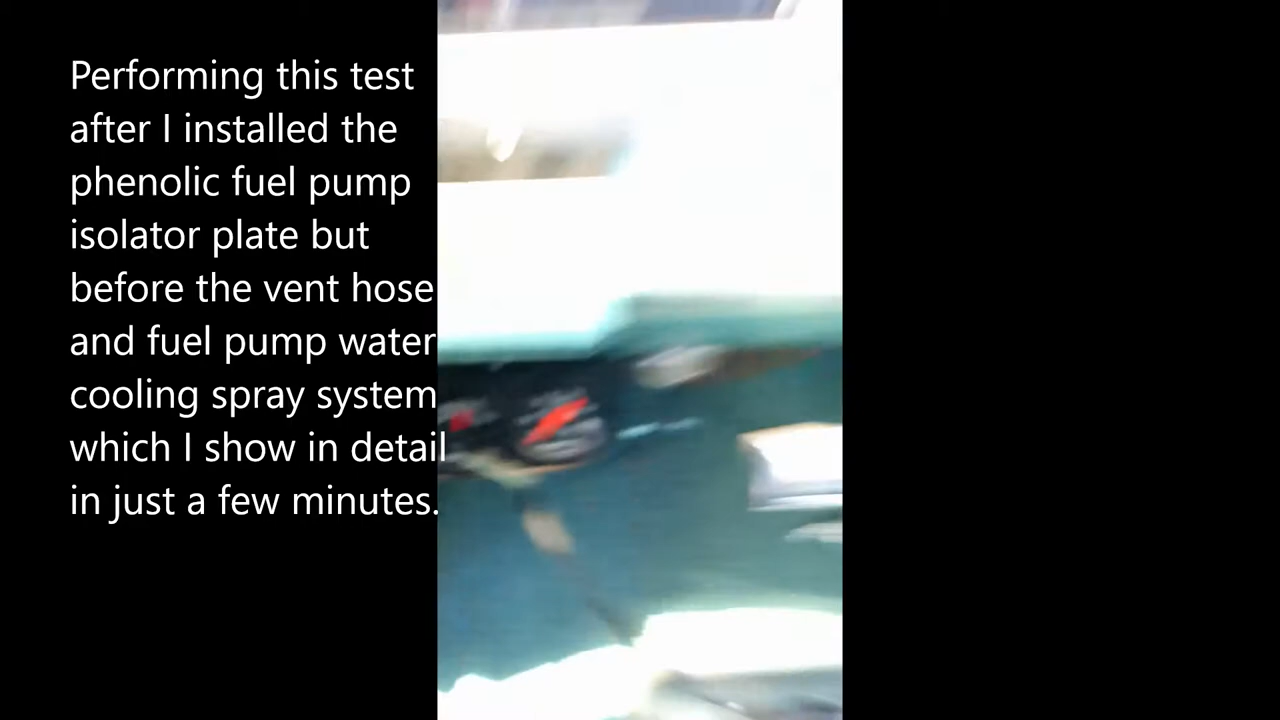 Performing this test
after I installed the
phenolic fuel pump
isolator plate but
before the vent hose
and fuel pump water
cooling spray system
which I show in detail
in just a few minutes.